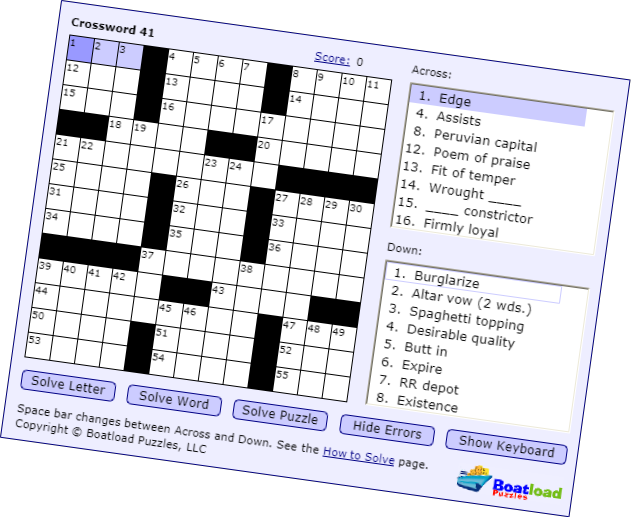 Crossword 41
Score: 0
1 2 3 4 5 6 7 8 9 10 11
12 13 14
15 16 17
18 19 20
21 22 23 24
25 26 27 28 29 30
31 32 33
34 35 36
37 38
39 40 41 42 43
44 45 46 47 48 49
50 51 52
53 54 55
Across:
1. Edge
4. Assists
8. Peruvian capital
12. Poem of praise
13. Fit of temper
14. Wrought ____
15. ____ constrictor
16. Firmly loyal
Down:
1. Burglarize
2. Altar vow (2 wds.)
3. Spaghetti topping
4. Desirable quality
5. Butt in
6. Expire
7. RR depot
8. Existence
Solve Letter Solve Word Solve Puzzle Hide Errors Show Keyboard
Space bar changes between Across and Down. See the How to Solve page.
Copyright © Boatload Puzzles, LLC
Boatload
Puzzles